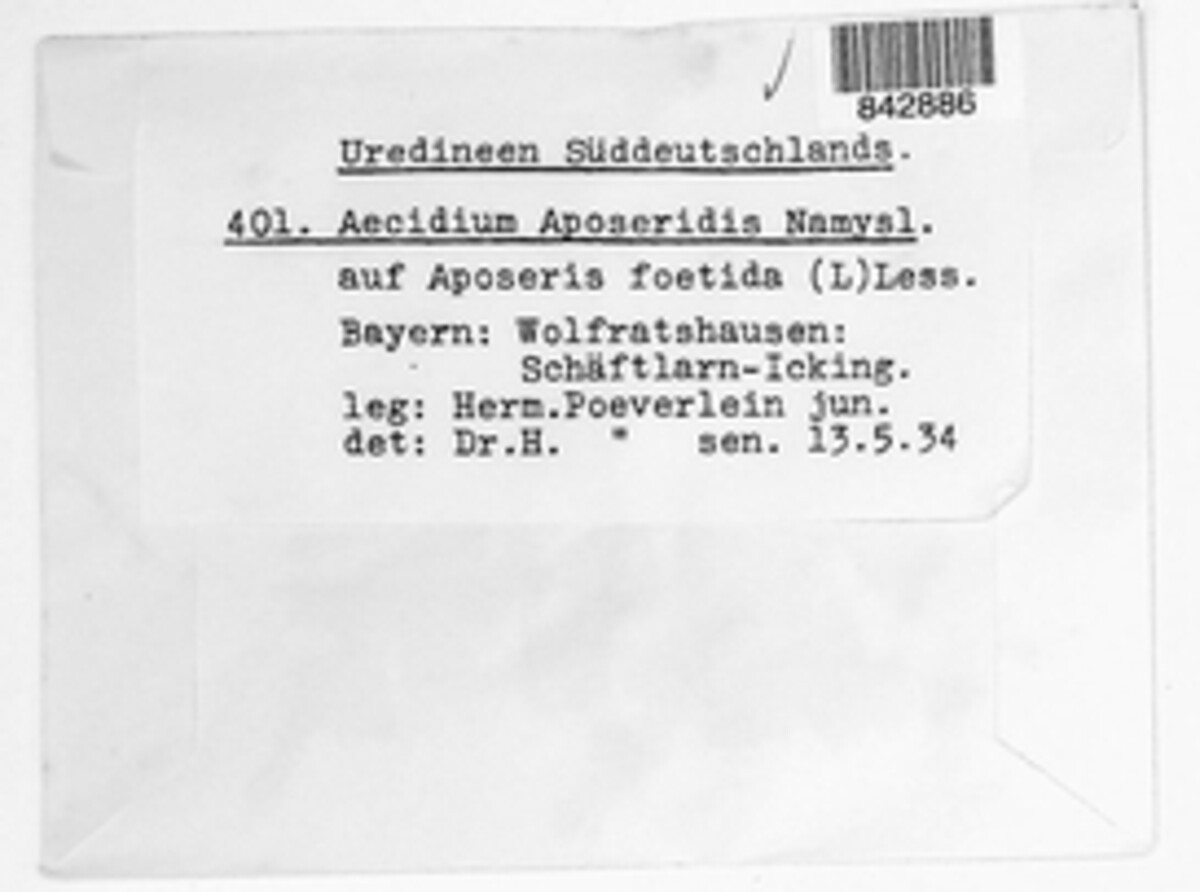 842886
Uredineen Süddeutschlands.
401. Aecidium Aposeridis Namysl.
auf Aposeris foetida (L)Less.
Bayern: Wolfratshausen:
Schäftlarn-Icking.
leg: Herm.Poeverlein jun.
det: Dr.H. " sen. 13.5.34